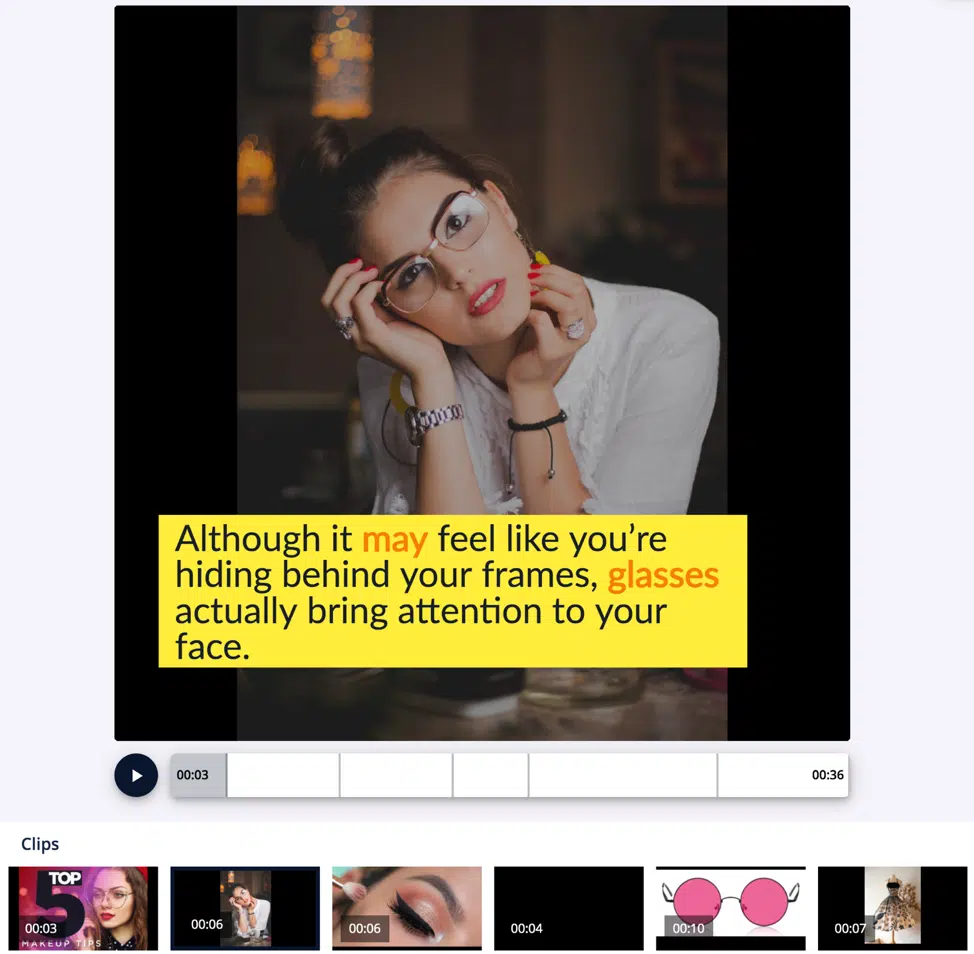 Although it may feel like you’re
hiding behind your frames, glasses
actually bring attention to your
face.
00:03
00:36
Clips
TOP
5
00:03
MAKEUP TIPS
00:06
00:06
00:04
00:10
00:07